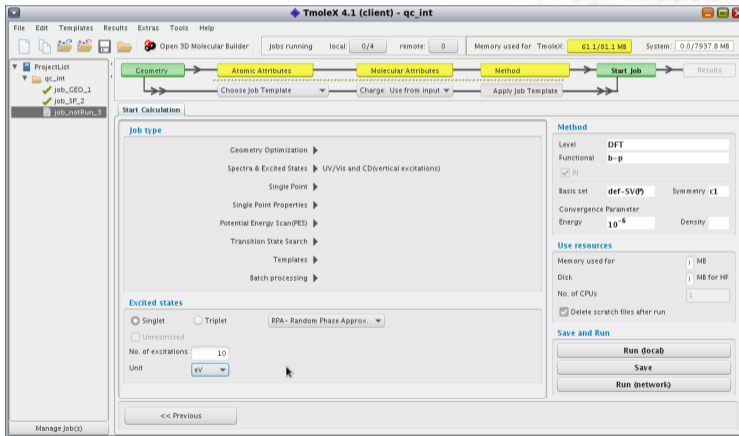 TmoleX 4.1 (client) - qc_int
File Edit Templates Results Extras Tools Help
Open 3D Molecular Builder Jobs running local: 0/4 remote: 0 Memory used for TmoleX: 61.1/81.1 MB System: 0.0/7937.8 MB
ProjectList
qc_int
job_GEO_1
job_SP_2
job_notRun_3
Manage Job(s)
Geometry Atomic Attributes Molecular Attributes Method Start Job Results
Choose Job Template Charge: Use from input Apply Job Template
Start Calculation
Job type
Geometry Optimization
Spectra & Excited States UV/Vis and CD(vertical excitations)
Single Point
Single Point Properties
Potential Energy Scan(PES)
Transition State Search
Templates
Batch processing
Excited states
Singlet Triplet RPA- Random Phase Approx.
Unrestricted
No. of excitations 10
Unit eV
<< Previous
Method
Level DFT
Functional b-p
RI
Basis set def-SV(P) Symmetry c1
Convergence Parameter
Energy 10⁻⁶ Density
Use resources
Memory used for MB
Disk MB for HF
No. of CPUs 1
Delete scratch files after run
Save and Run
Run (local)
Save
Run (network)